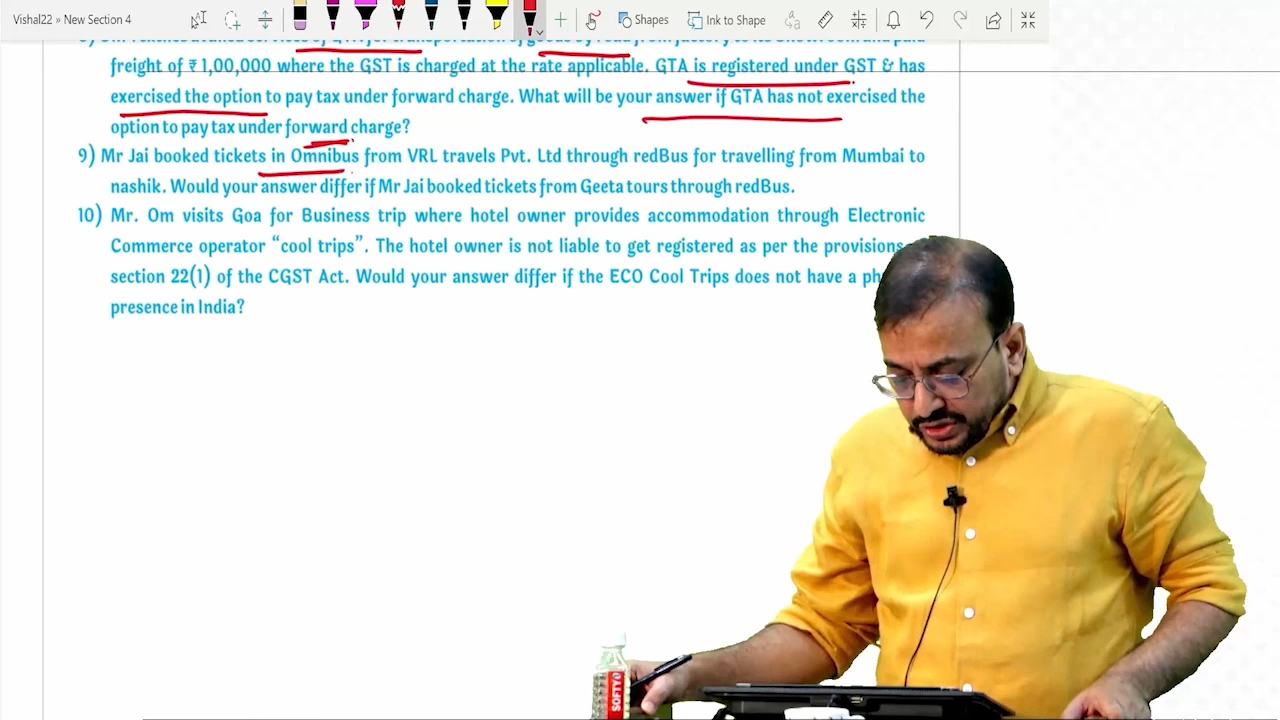 Vishal22 » New Section 4
Shapes
Ink to Shape
freight of ₹ 1,00,000 where the GST is charged at the rate applicable. GTA is registered under GST & has
exercised the option to pay tax under forward charge. What will be your answer if GTA has not exercised the
option to pay tax under forward charge?
9) Mr Jai booked tickets in Omnibus from VRL travels Pvt. Ltd through redBus for travelling from Mumbai to
nashik. Would your answer differ if Mr Jai booked tickets from Geeta tours through redBus.
10) Mr. Om visits Goa for Business trip where hotel owner provides accommodation through Electronic
Commerce operator “cool trips”. The hotel owner is not liable to get registered as per the provisions
section 22(1) of the CGST Act. Would your answer differ if the ECO Cool Trips does not have a
presence in India?
SOFTY